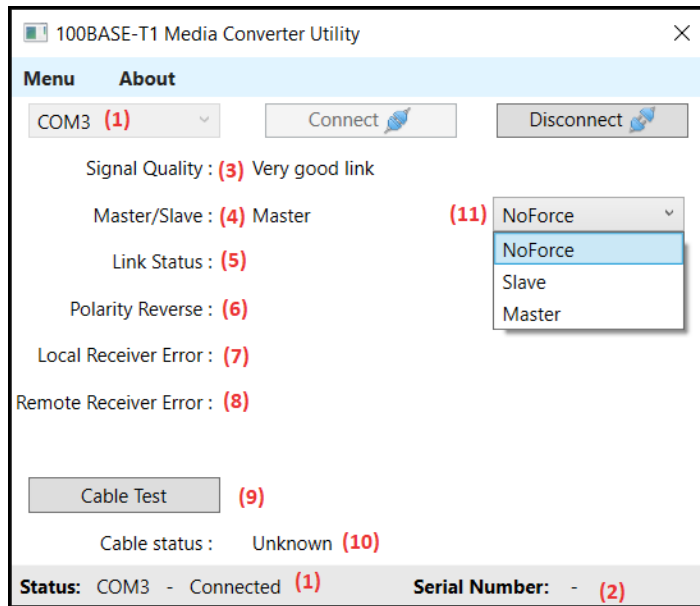 100BASE-T1 Media Converter Utility
Menu About
COM3 (1) Connect Disconnect
Signal Quality : (3) Very good link
Master/Slave : (4) Master (11) NoForce
NoForce
Link Status : (5)
Slave
Polarity Reverse : (6)
Master
Local Receiver Error : (7)
Remote Receiver Error : (8)
Cable Test (9)
Cable status : Unknown (10)
Status: COM3 - Connected (1) Serial Number: - (2)